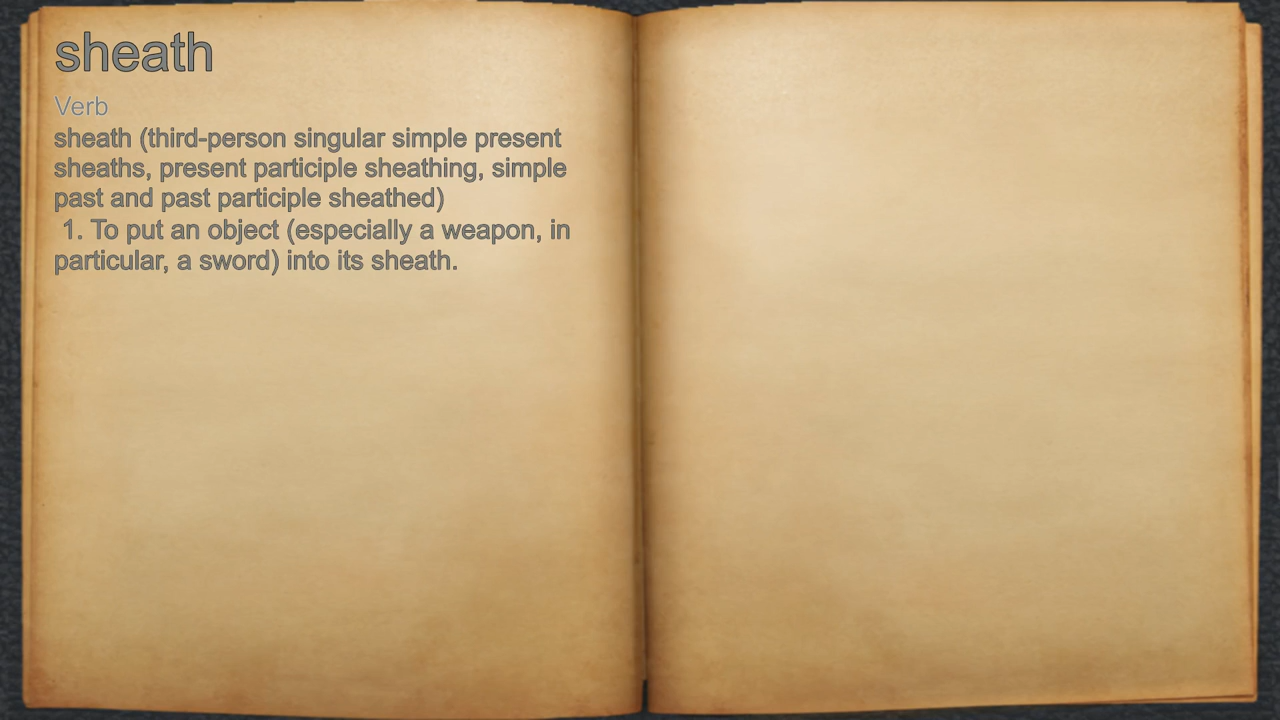 sheath
Verb
sheath (third-person singular simple present
sheaths, present participle sheathing, simple
past and past participle sheathed)
1. To put an object (especially a weapon, in
particular, a sword) into its sheath.